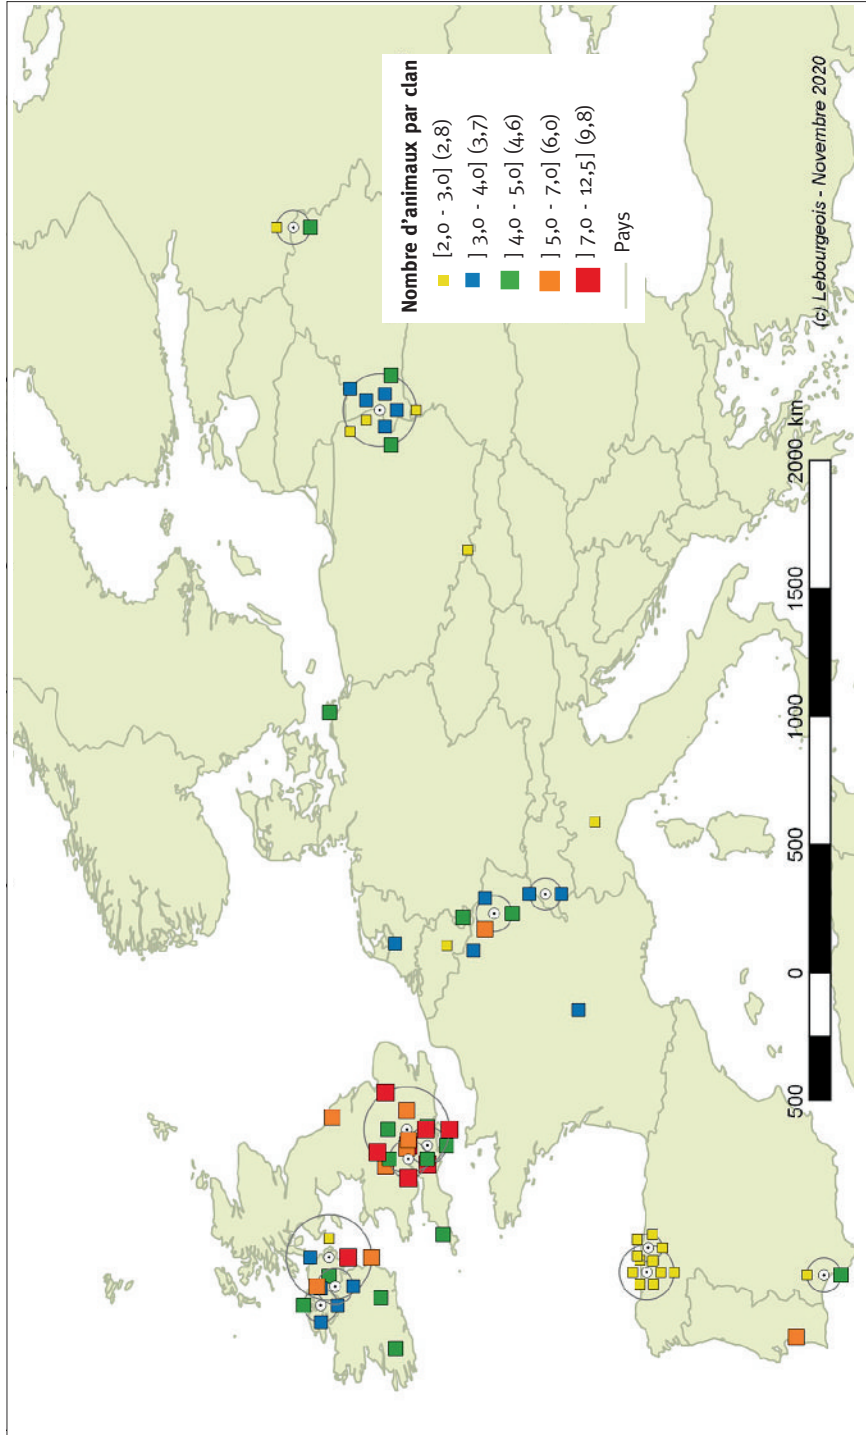 Nombre d'animaux par clan
[2,0 - 3,0] (2,8)
] 3,0 - 4,0] (3,7)
] 4,0 - 5,0] (4,6)
] 5,0 - 7,0] (6,0)
] 7,0 - 12,5] (9,8)
Pays
500 0 500 1000 1500 2000 km
(c) Lebourgeois - Novembre 2020